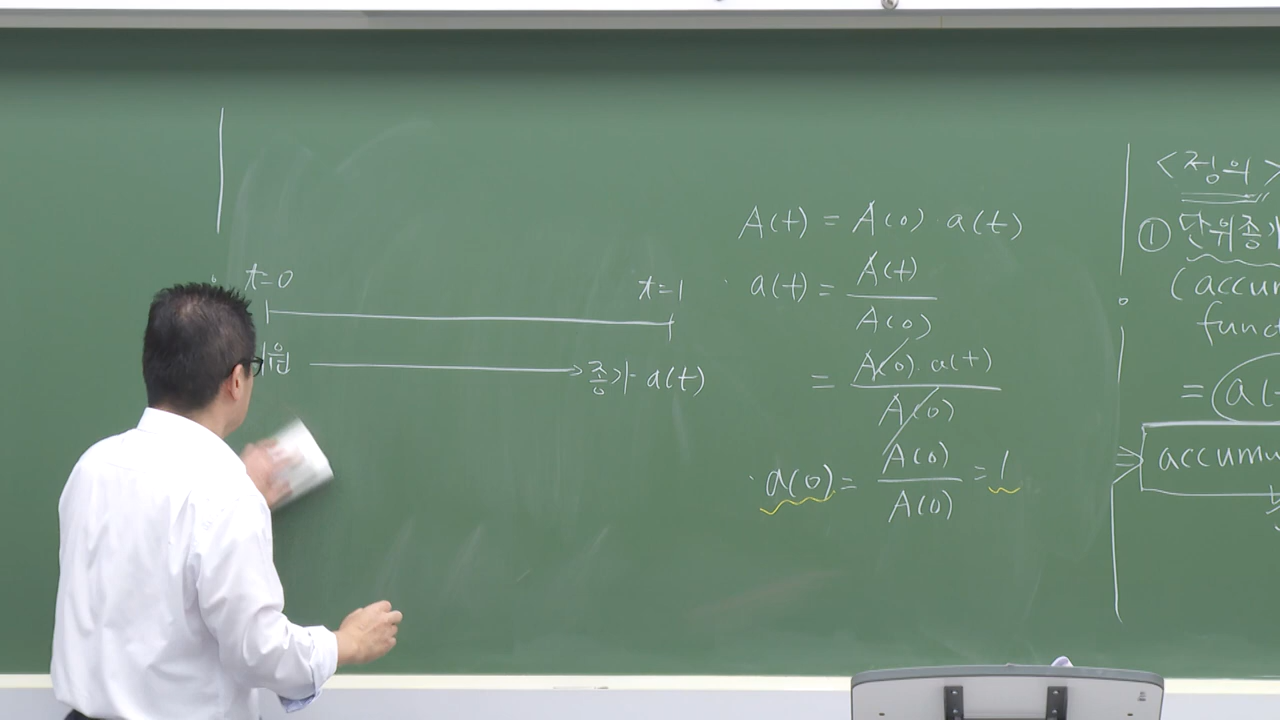 t=0
t=1
종가 a(t)
A(t) = A(0) · a(t)
· a(t) = A(t) / A(0)
= A(0) · a(t) / A(0)
· a(0) = A(0) / A(0) = 1
<정의>
① 단위종
(accum
func
= a(
⇒ accumu